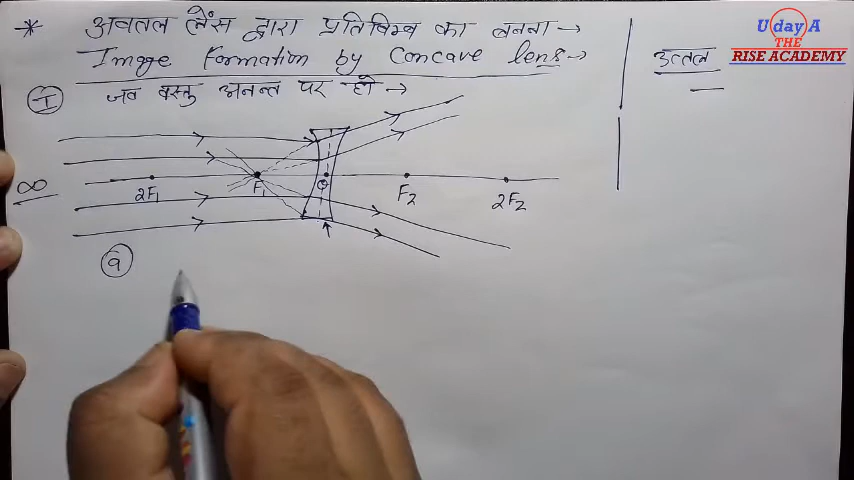 * अवतल लेंस द्वारा प्रतिबिम्ब का बनना →
Image Formation by Concave lens →
I जब वस्तु अनन्त पर हो →
उत्तल
U day A
THE
RISE ACADEMY
∞
2F₁ F₁ O F₂ 2F₂
a